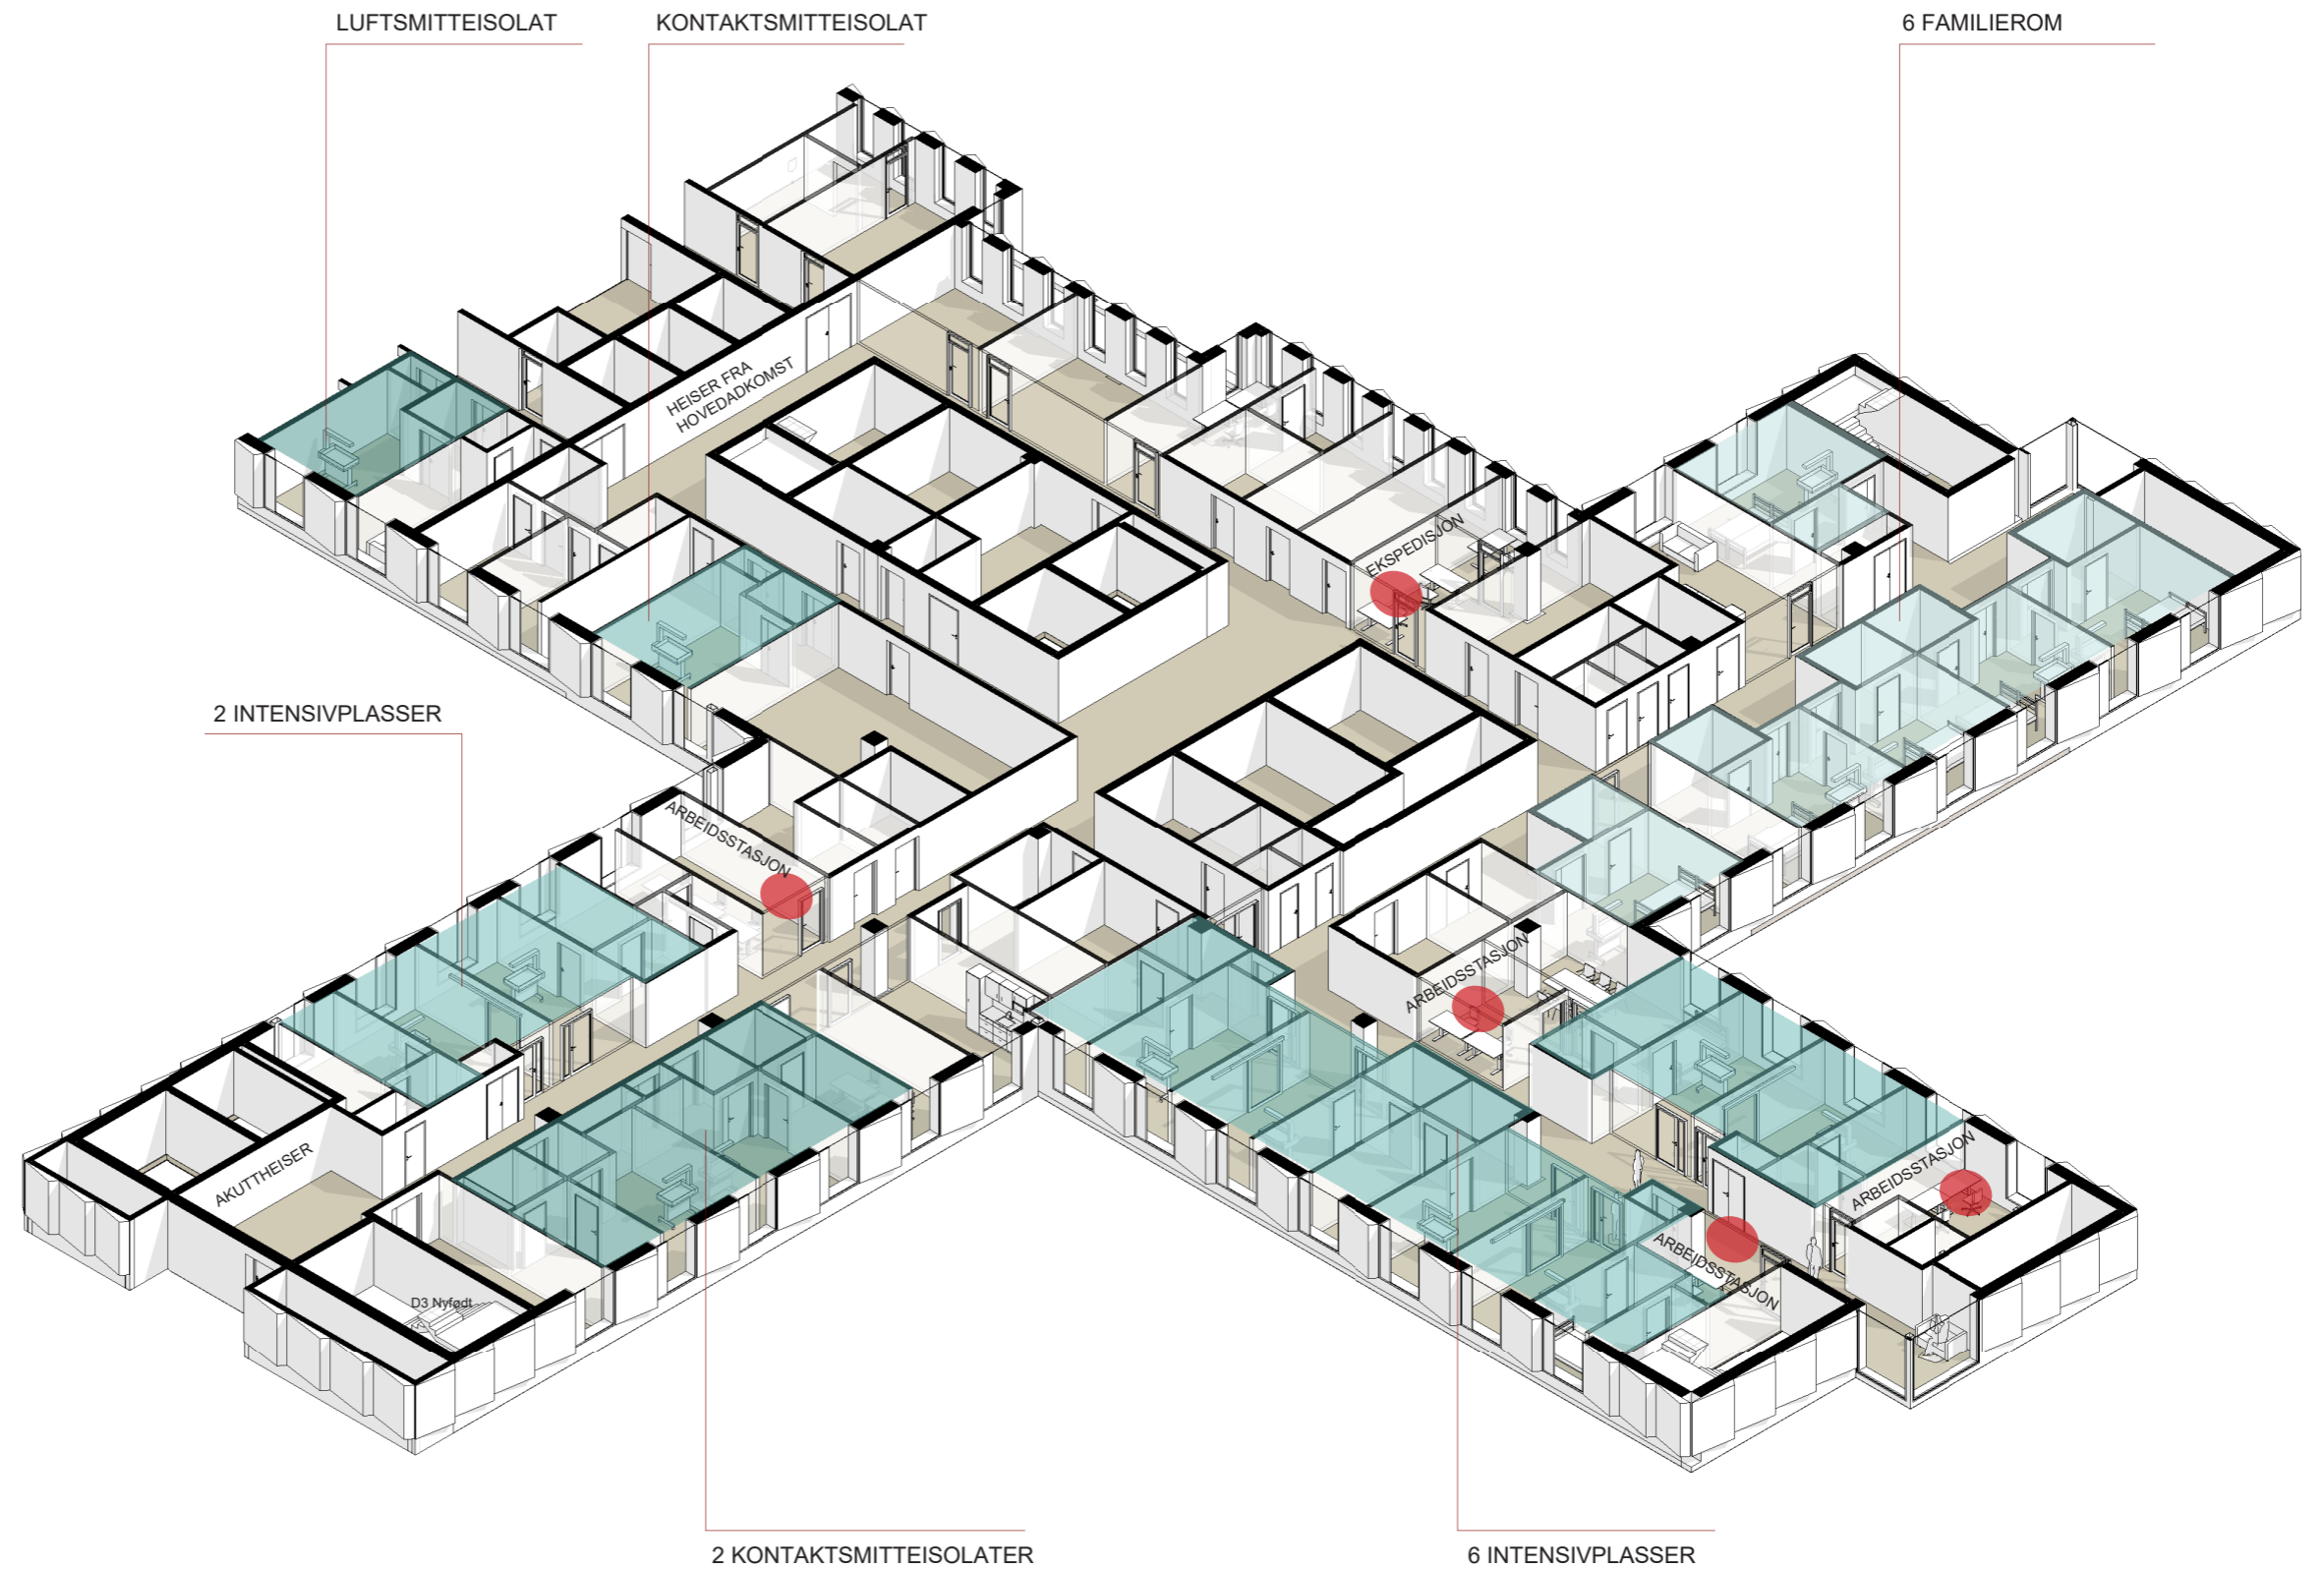 LUFTSMITTEISOLAT
KONTAKTSMITTEISOLAT
6 FAMILIEROM
HEISER FRA
HOVEDADKOMST
EKSPEDISJON
2 INTENSIVPLASSER
ARBEIDSSTASJON
ARBEIDSSTASJON
ARBEIDSSTASJON
AKUTTHEISER
ARBEIDSSTASJON
D3 Nyfødt
2 KONTAKTSMITTEISOLATER
6 INTENSIVPLASSER